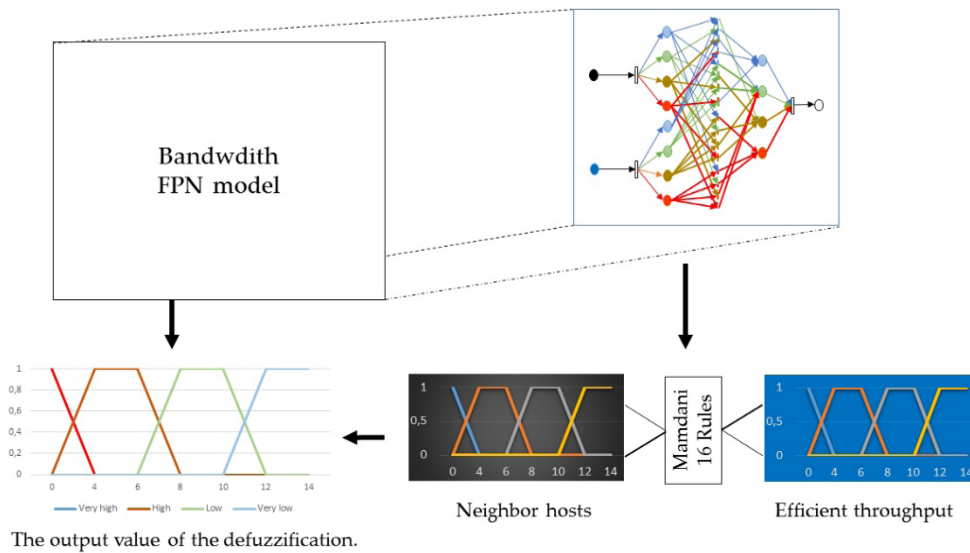 Bandwdith
FPN model
1
0,8
0,6
0,4
0,2
0
0 4 6 8 10 12 14
Very high High Low Very low
The output value of the defuzzification.
1
0,5
0
0 4 6 8 10 12 14
Neighbor hosts
Mamdani
16 Rules
1
0,5
0
0 4 6 8 10 12 14
Efficient throughput